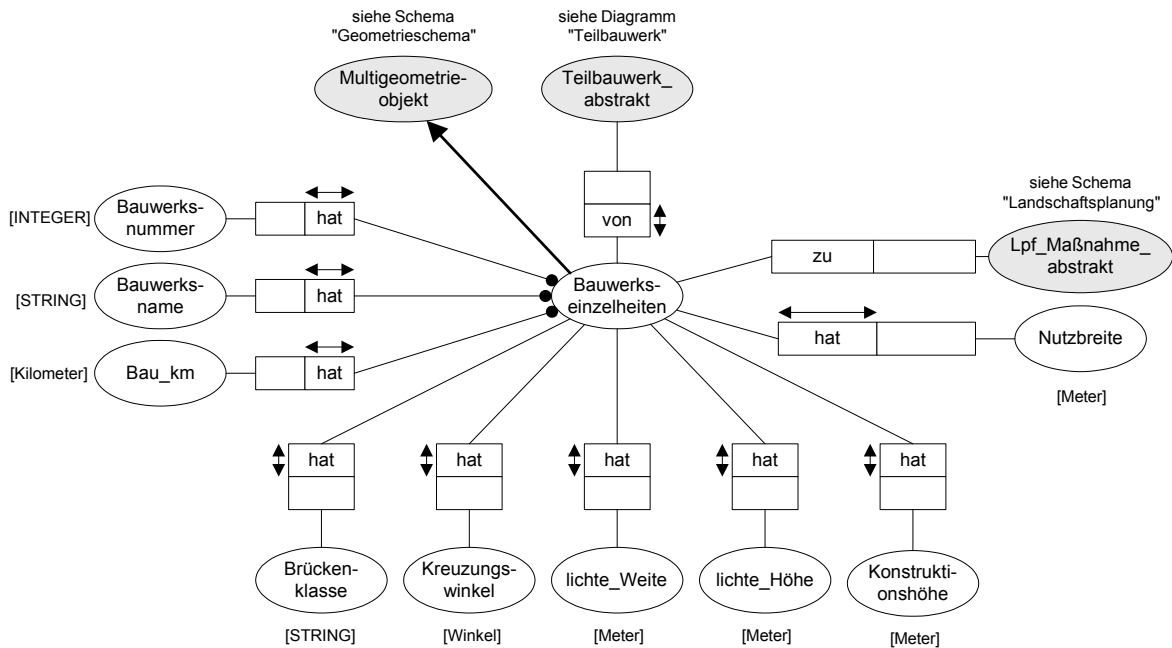 siehe Schema
"Geometrieschema"
siehe Diagramm
"Teilbauwerk"
Multigeometrie-
objekt
Teilbauwerk_
abstrakt
siehe Schema
"Landschaftsplanung"
[INTEGER]
Bauwerks-
nummer
hat
von
zu
Lpf_Maßnahme_
abstrakt
[STRING]
Bauwerks-
name
hat
Bauwerks-
einzelheiten
hat
Nutzbreite
[Meter]
[Kilometer]
Bau_km
hat
hat
hat
hat
hat
hat
Brücken-
klasse
Kreuzungs-
winkel
lichte_Weite
lichte_Höhe
Konstrukti-
onshöhe
[STRING]
[Winkel]
[Meter]
[Meter]
[Meter]